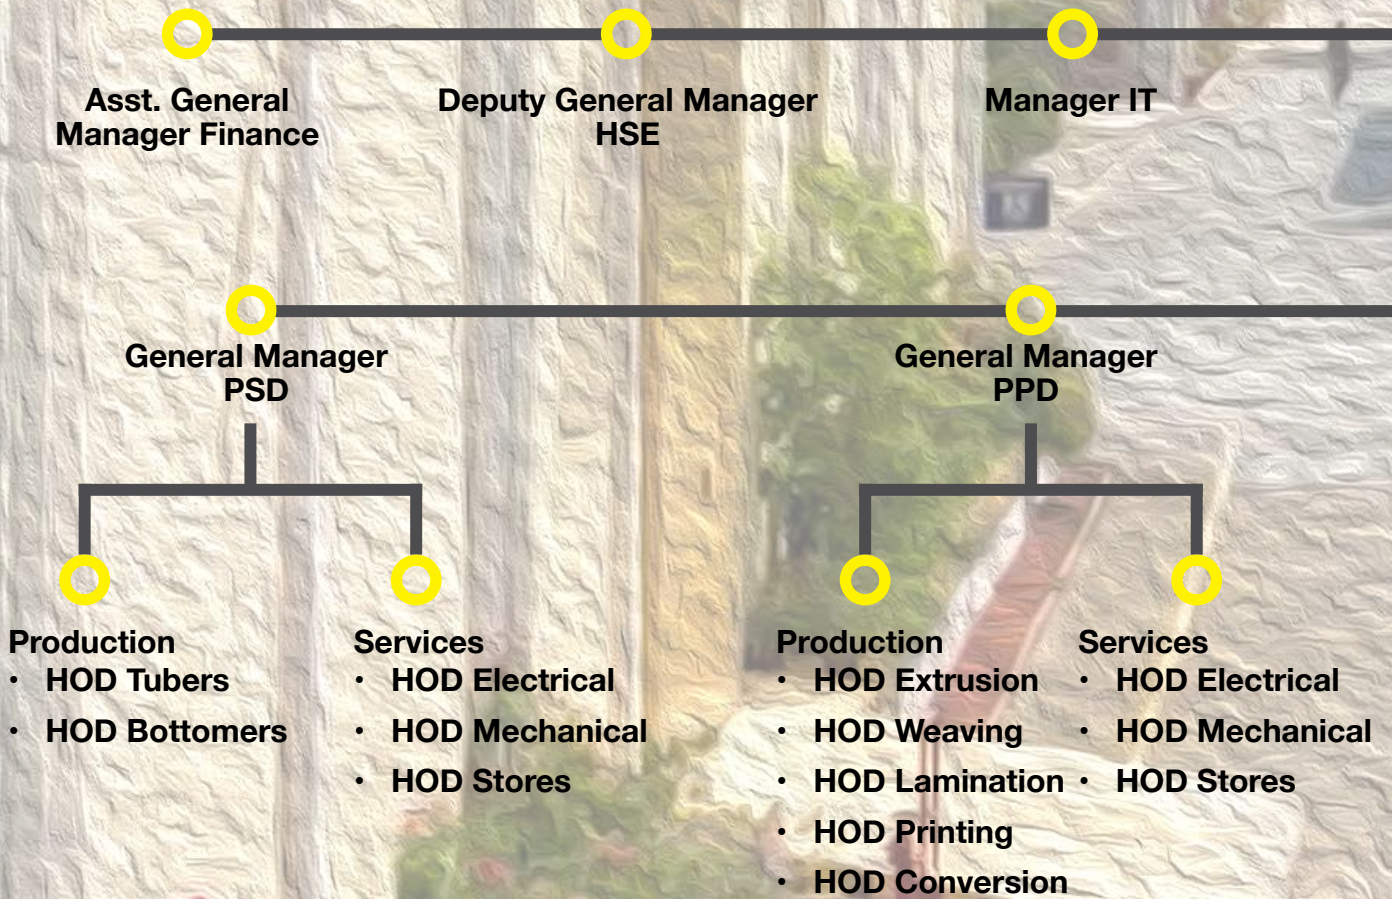 Asst. General
Manager Finance
Deputy General Manager
HSE
Manager IT
General Manager
PSD
General Manager
PPD
Production
• HOD Tubers
• HOD Bottomers
Services
• HOD Electrical
• HOD Mechanical
• HOD Stores
Production
• HOD Extrusion
• HOD Weaving
• HOD Lamination
• HOD Printing
• HOD Conversion
Services
• HOD Electrical
• HOD Mechanical
• HOD Stores